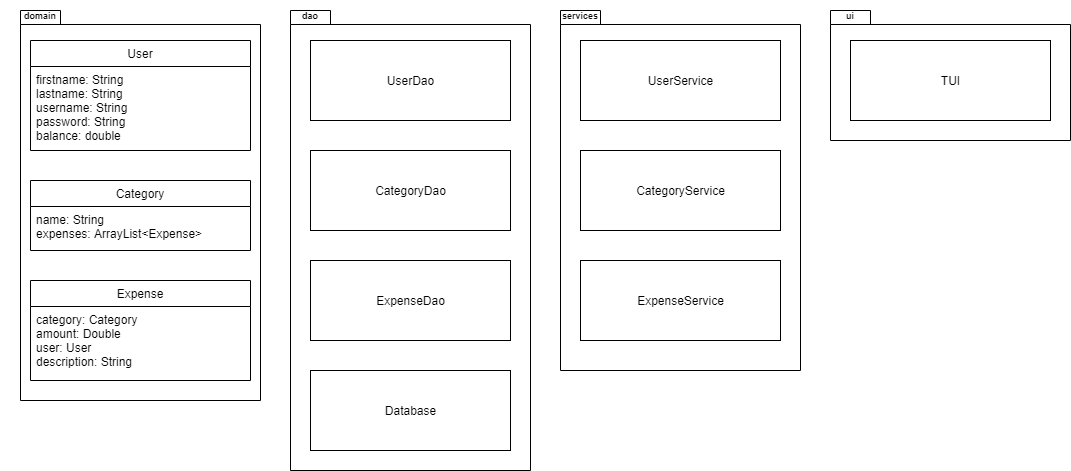 domain
User
firstname: String
lastname: String
username: String
password: String
balance: double
Category
name: String
expenses: ArrayList<Expense>
Expense
category: Category
amount: Double
user: User
description: String
dao
UserDao
CategoryDao
ExpenseDao
Database
services
UserService
CategoryService
ExpenseService
ui
TUI